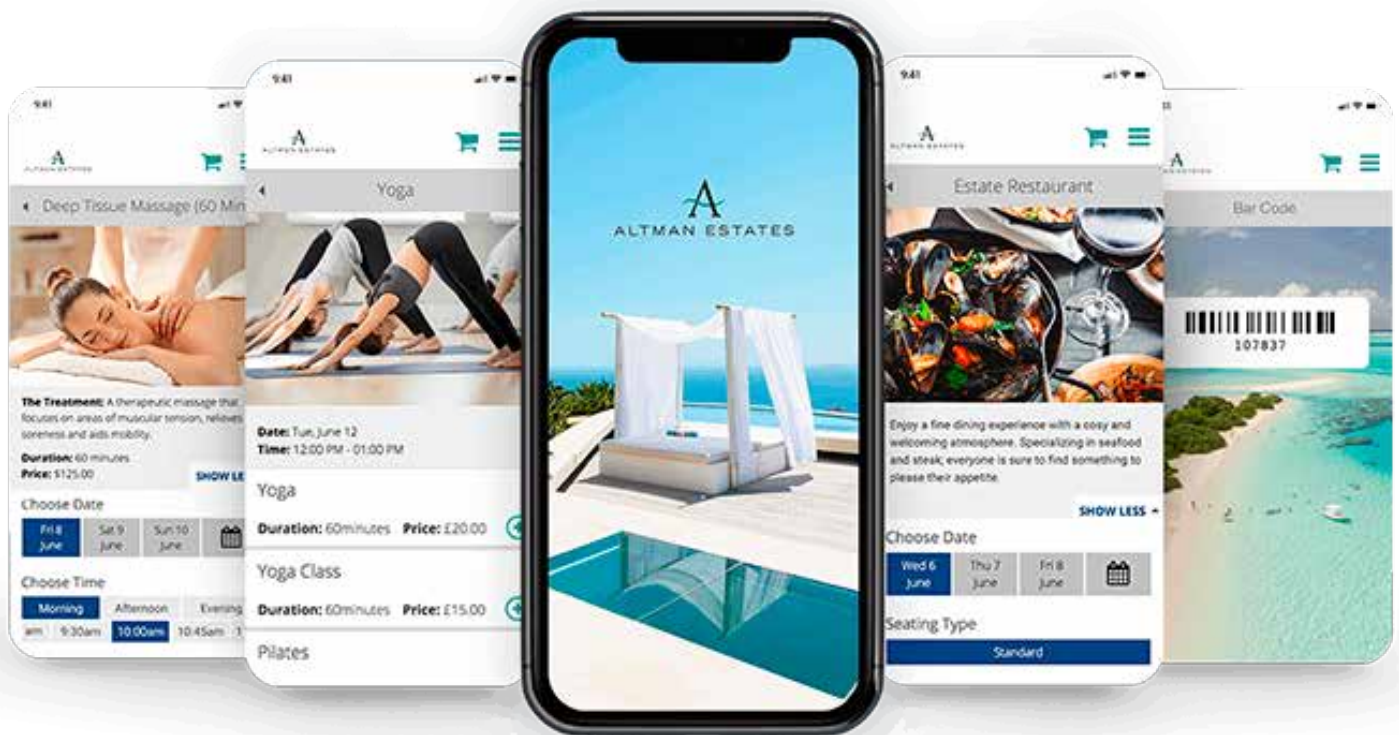 9:41
ALTMAN ESTATES
Deep Tissue Massage (60 Min
The Treatment: A therapeutic massage that
focuses on areas of muscular tension, relieves
soreness and aids mobility.
Duration: 60 minutes
Price: $125.00
SHOW LE
Choose Date
Fri 8 June
Sat 9 June
Sun 10 June
Choose Time
Morning Afternoon Evening
am 9:30am 10:00am 10:45am 1
9:41
ALTMAN ESTATES
Yoga
Date: Tue, June 12
Time: 12:00 PM - 01:00 PM
Yoga
Duration: 60minutes Price: £20.00
Yoga Class
Duration: 60minutes Price: £15.00
Pilates
A
ALTMAN ESTATES
9:41
ALTMAN ESTATES
Estate Restaurant
Enjoy a fine dining experience with a cosy and
welcoming atmosphere. Specializing in seafood
and steak, everyone is sure to find something to
please their appetite.
SHOW LESS
Choose Date
Wed 6 June
Thu 7 June
Fri 8 June
Seating Type
Standard
Bar Code
107837